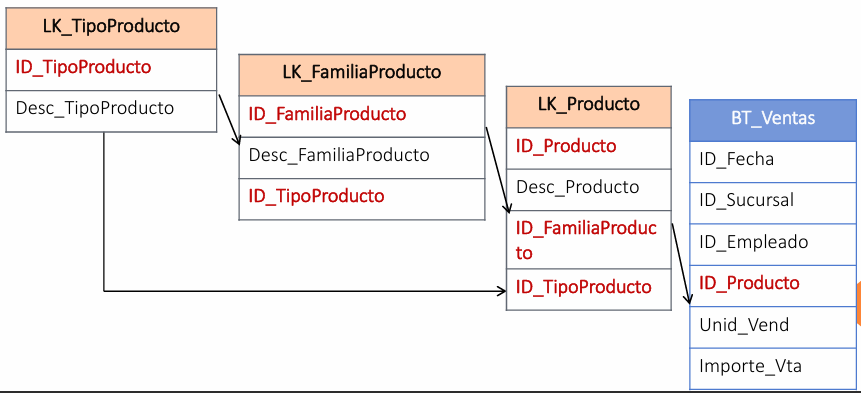 LK_TipoProducto
ID_TipoProducto
Desc_TipoProducto
LK_FamiliaProducto
ID_FamiliaProducto
Desc_FamiliaProducto
ID_TipoProducto
LK_Producto
ID_Producto
Desc_Producto
ID_FamiliaProduc
to
ID_TipoProducto
BT_Ventas
ID_Fecha
ID_Sucursal
ID_Empleado
ID_Producto
Unid_Vend
Importe_Vta